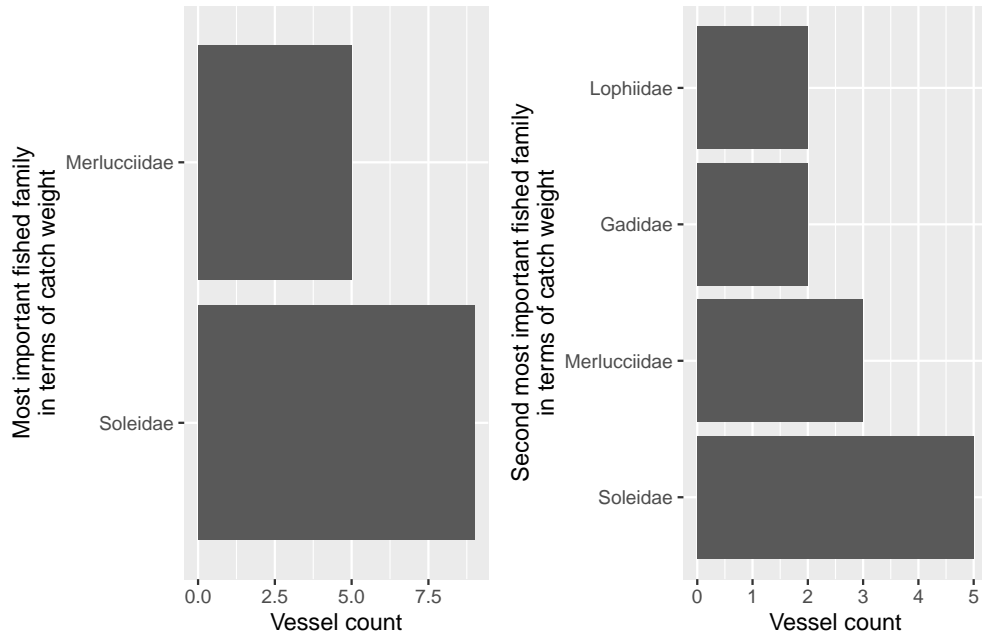 Most important fished family
in terms of catch weight
Merlucciidae
Soleidae
0.0 2.5 5.0 7.5
Vessel count
Second most important fished family
in terms of catch weight
Lophiidae
Gadidae
Merlucciidae
Soleidae
0 1 2 3 4 5
Vessel count